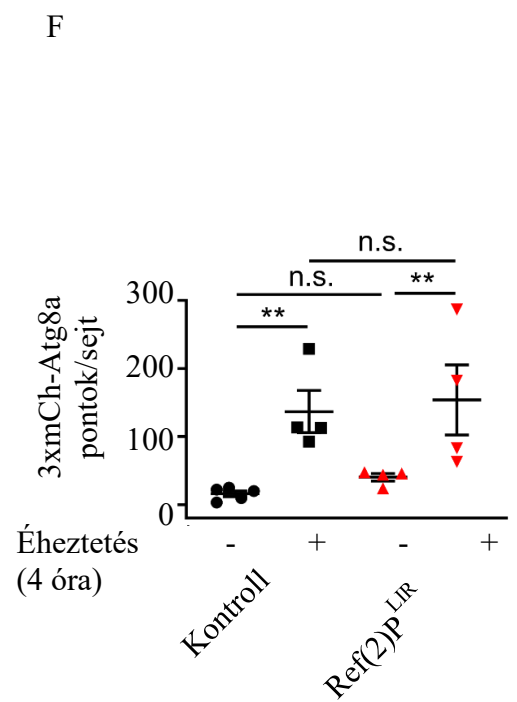 F
n.s.
n.s.
**
**
300
200
100
0
3xmCh-Atg8a
pontok/sejt
Éheztetés
(4 óra)
- + - +
Kontroll
Ref(2)P^LIR